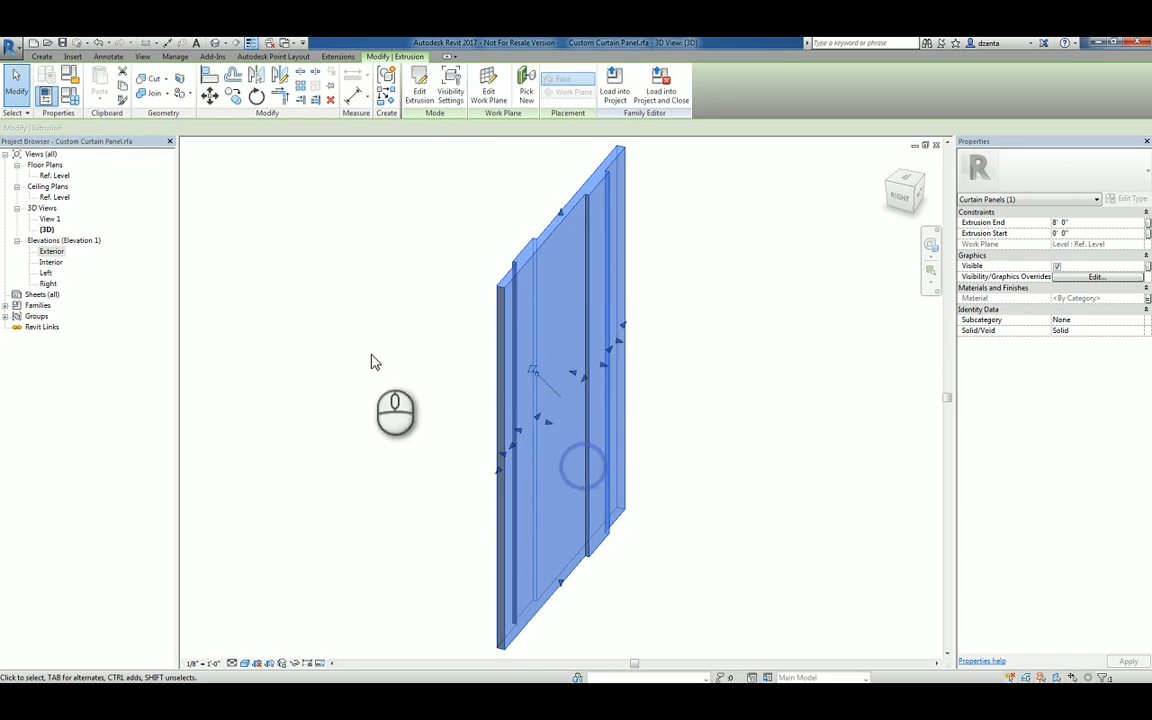 Autodesk Revit 2017 - Not For Resale Version - Custom Curtain Panel.rfa - 3D View: {3D}
Type a keyword or phrase
dzanta
Create Insert Annotate View Manage Add-Ins Autodesk Point Layout Extensions Modify | Extrusion
Modify
Paste
Cut
Join
Edit Extrusion
Visibility Settings
Edit Work Plane
Pick New
Face
Work Plane
Load into Project
Load into Project and Close
Select Properties Clipboard Geometry Modify Measure Create Mode Work Plane Placement Family Editor
Modify | Extrusion
Project Browser - Custom Curtain Panel.rfa
Views (all)
Floor Plans
Ref. Level
Ceiling Plans
Ref. Level
3D Views
View 1
{3D}
Elevations (Elevation 1)
Exterior
Interior
Left
Right
Sheets (all)
Families
Groups
Revit Links
RIGHT
Properties
R
Curtain Panels (1) Edit Type
Constraints
Extrusion End 8' 0"
Extrusion Start 0' 0"
Work Plane Level : Ref. Level
Graphics
Visible
Visibility/Graphics Overrides Edit...
Materials and Finishes
Material <By Category>
Identity Data
Subcategory None
Solid/Void Solid
Properties help Apply
1/8" = 1'-0"
Click to select, TAB for alternates, CTRL adds, SHIFT unselects.
:0
Main Model
:1